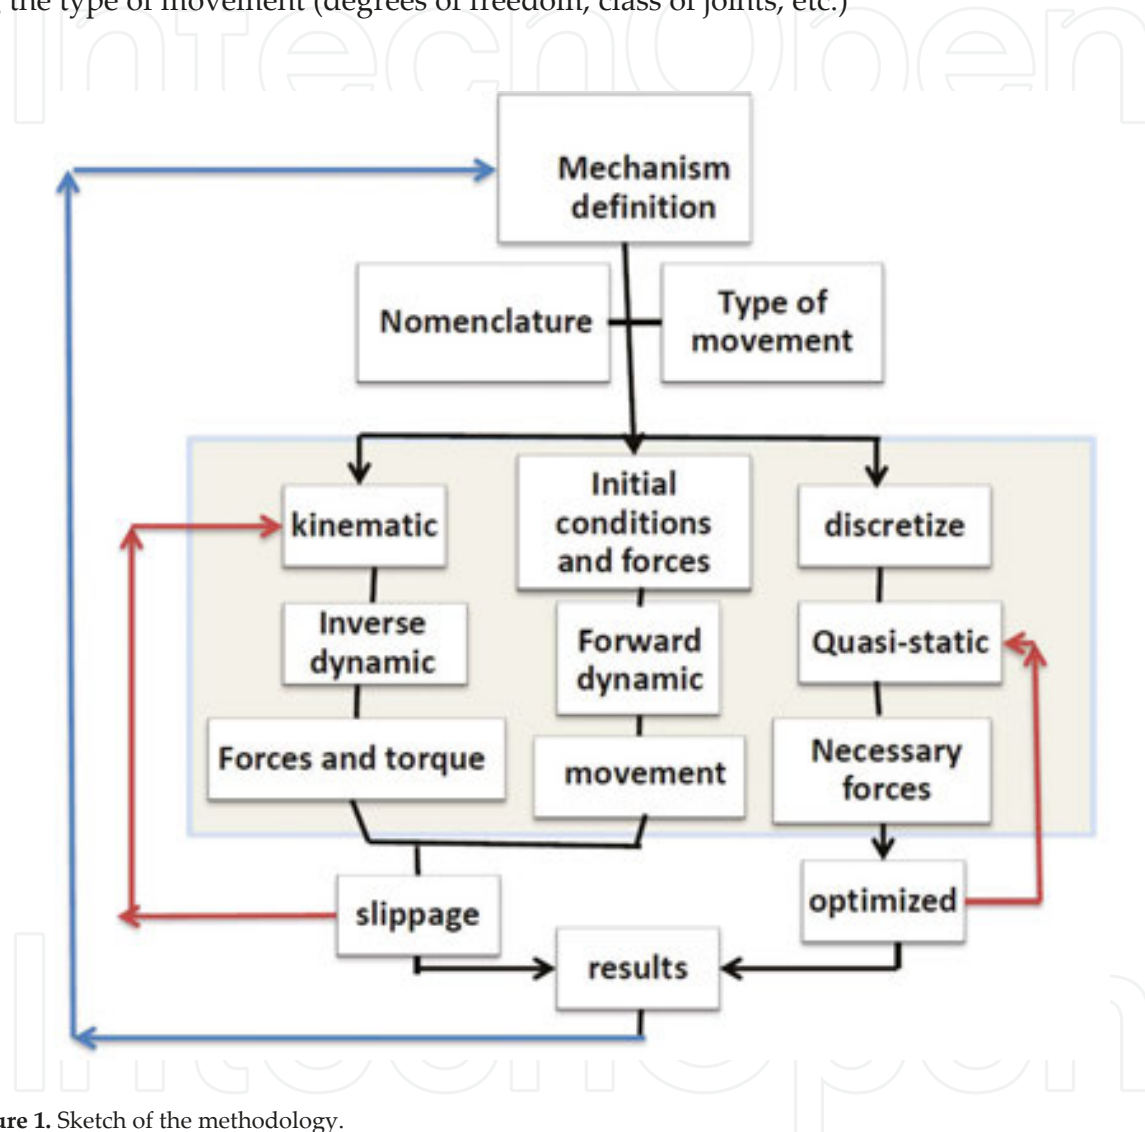 the type of movement (degrees of freedom, class of joints, etc.)
IntechOpen
Mechanism
definition
Nomenclature
Type of
movement
kinematic
Initial
conditions
and forces
discretize
Inverse
dynamic
Forward
dynamic
Quasi-static
Forces and torque
movement
Necessary
forces
slippage
optimized
results
IntechOpen
ure 1. Sketch of the methodology.